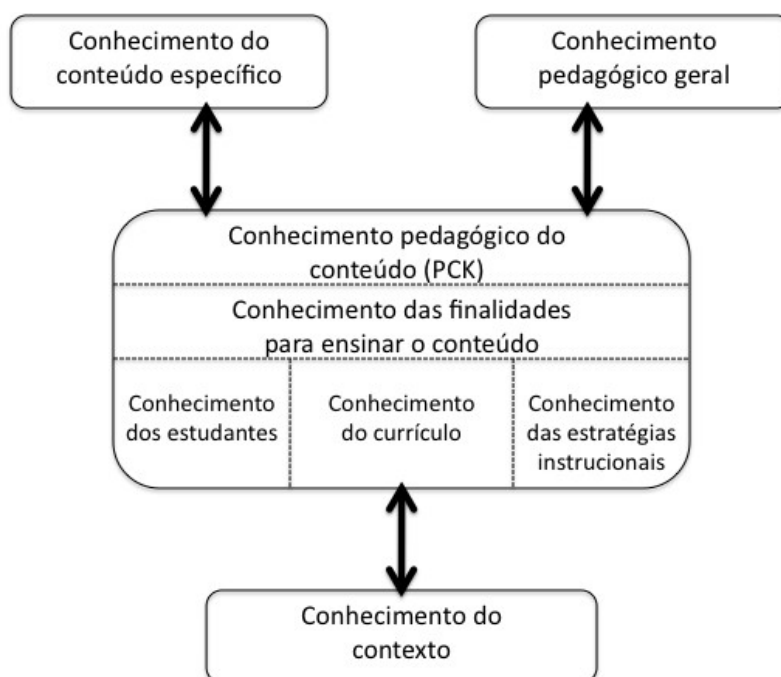 Conhecimento do
conteúdo específico
Conhecimento
pedagógico geral
Conhecimento pedagógico do
conteúdo (PCK)
Conhecimento das finalidades
para ensinar o conteúdo
Conhecimento
dos estudantes
Conhecimento
do currículo
Conhecimento
das estratégias
instrucionais
Conhecimento do
contexto